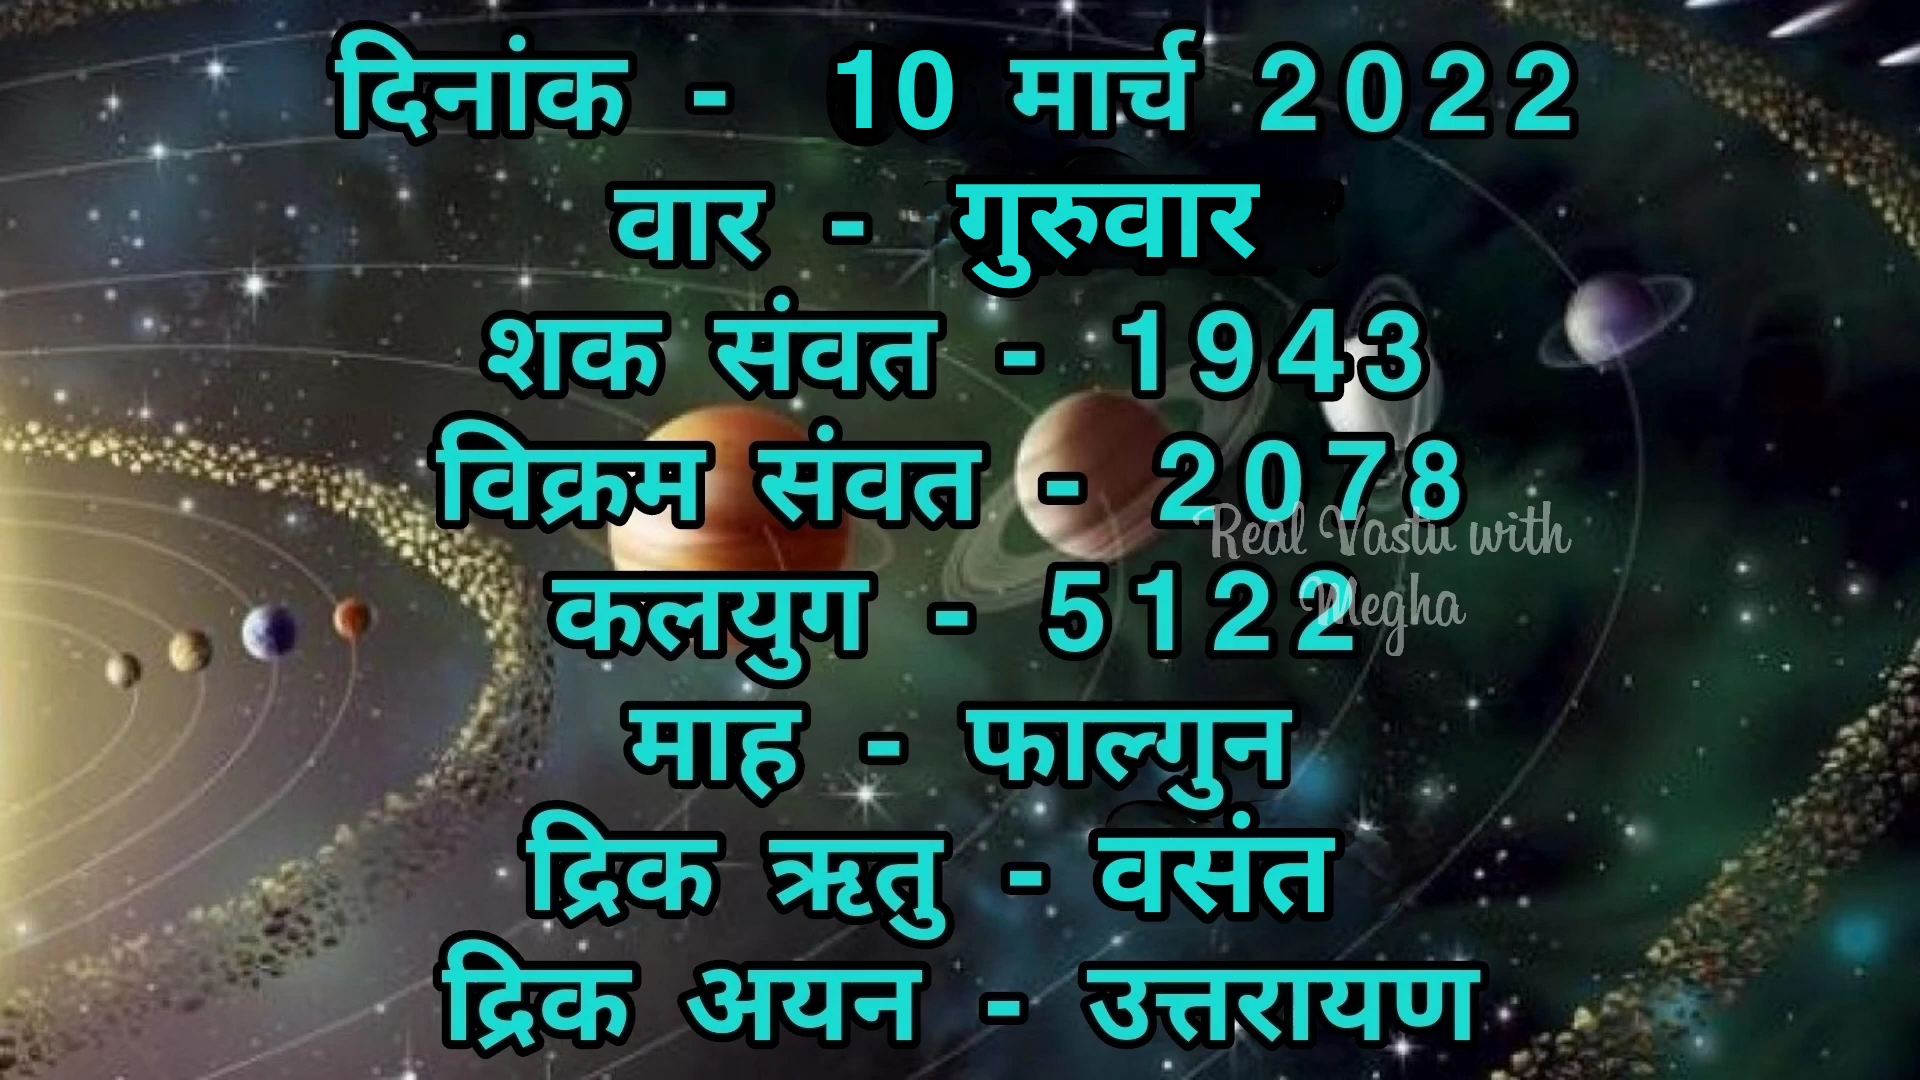 दिनांक - 10 मार्च 2022
वार - गुरुवार
शक संवत - 1943
विक्रम संवत - 2078
Real Vastu with
Megha
कलयुग - 5122
माह - फाल्गुन
द्रिक ऋतु - वसंत
द्रिक अयन - उत्तरायण